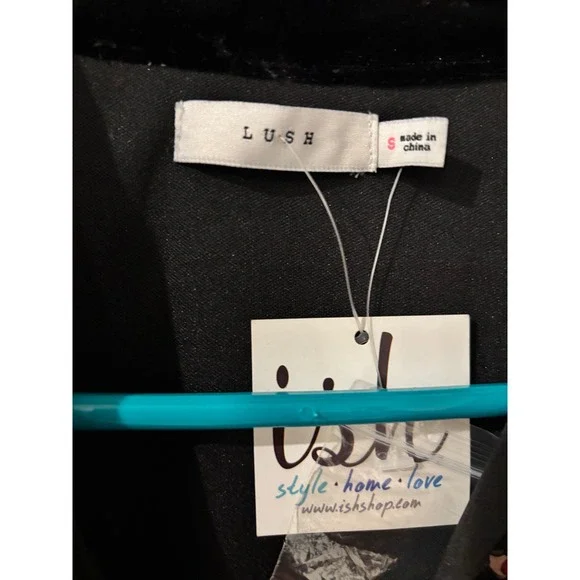 LUSH
S made in
china
ish
style · home · love
www.ishshop.com